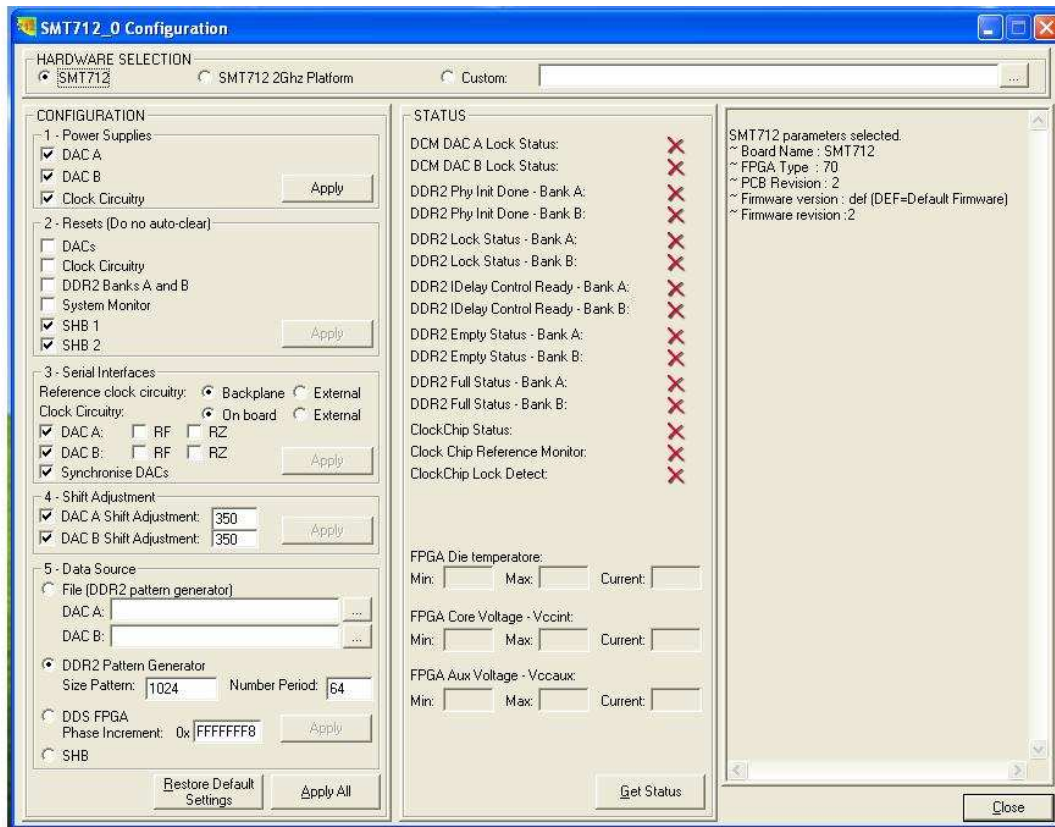 SMT712_0 Configuration
HARDWARE SELECTION
SMT712 SMT712 2Ghz Platform Custom: ...
CONFIGURATION
1 - Power Supplies
DAC A
DAC B
Clock Circuitry
Apply
2 - Resets (Do no auto-clear)
DACs
Clock Circuitry
DDR2 Banks A and B
System Monitor
SHB 1
SHB 2
Apply
3 - Serial Interfaces
Reference clock circuitry: Backplane External
Clock Circuitry: On board External
DAC A: RF RZ
DAC B: RF RZ
Synchronise DACs
Apply
4 - Shift Adjustment
DAC A Shift Adjustment: 350
DAC B Shift Adjustment: 350
Apply
5 - Data Source
File (DDR2 pattern generator)
DAC A: ...
DAC B: ...
DDR2 Pattern Generator
Size Pattern: 1024 Number Period: 64
DDS FPGA
Phase Increment: 0x FFFFFFF8
Apply
SHB
Restore Default
Settings
Apply All
STATUS
DCM DAC A Lock Status:
DCM DAC B Lock Status:
DDR2 Phy Init Done - Bank A:
DDR2 Phy Init Done - Bank B:
DDR2 Lock Status - Bank A:
DDR2 Lock Status - Bank B:
DDR2 IDelay Control Ready - Bank A:
DDR2 IDelay Control Ready - Bank B:
DDR2 Empty Status - Bank A:
DDR2 Empty Status - Bank B:
DDR2 Full Status - Bank A:
DDR2 Full Status - Bank B:
ClockChip Status:
Clock Chip Reference Monitor:
ClockChip Lock Detect:
FPGA Die temperatore:
Min: Max: Current:
FPGA Core Voltage - Vccint:
Min: Max: Current:
FPGA Aux Voltage - Vccaux:
Min: Max: Current:
Get Status
SMT712 parameters selected.
~ Board Name : SMT712
~ FPGA Type : 70
~ PCB Revision : 2
~ Firmware version : def (DEF=Default Firmware)
~ Firmware revision :2
Close